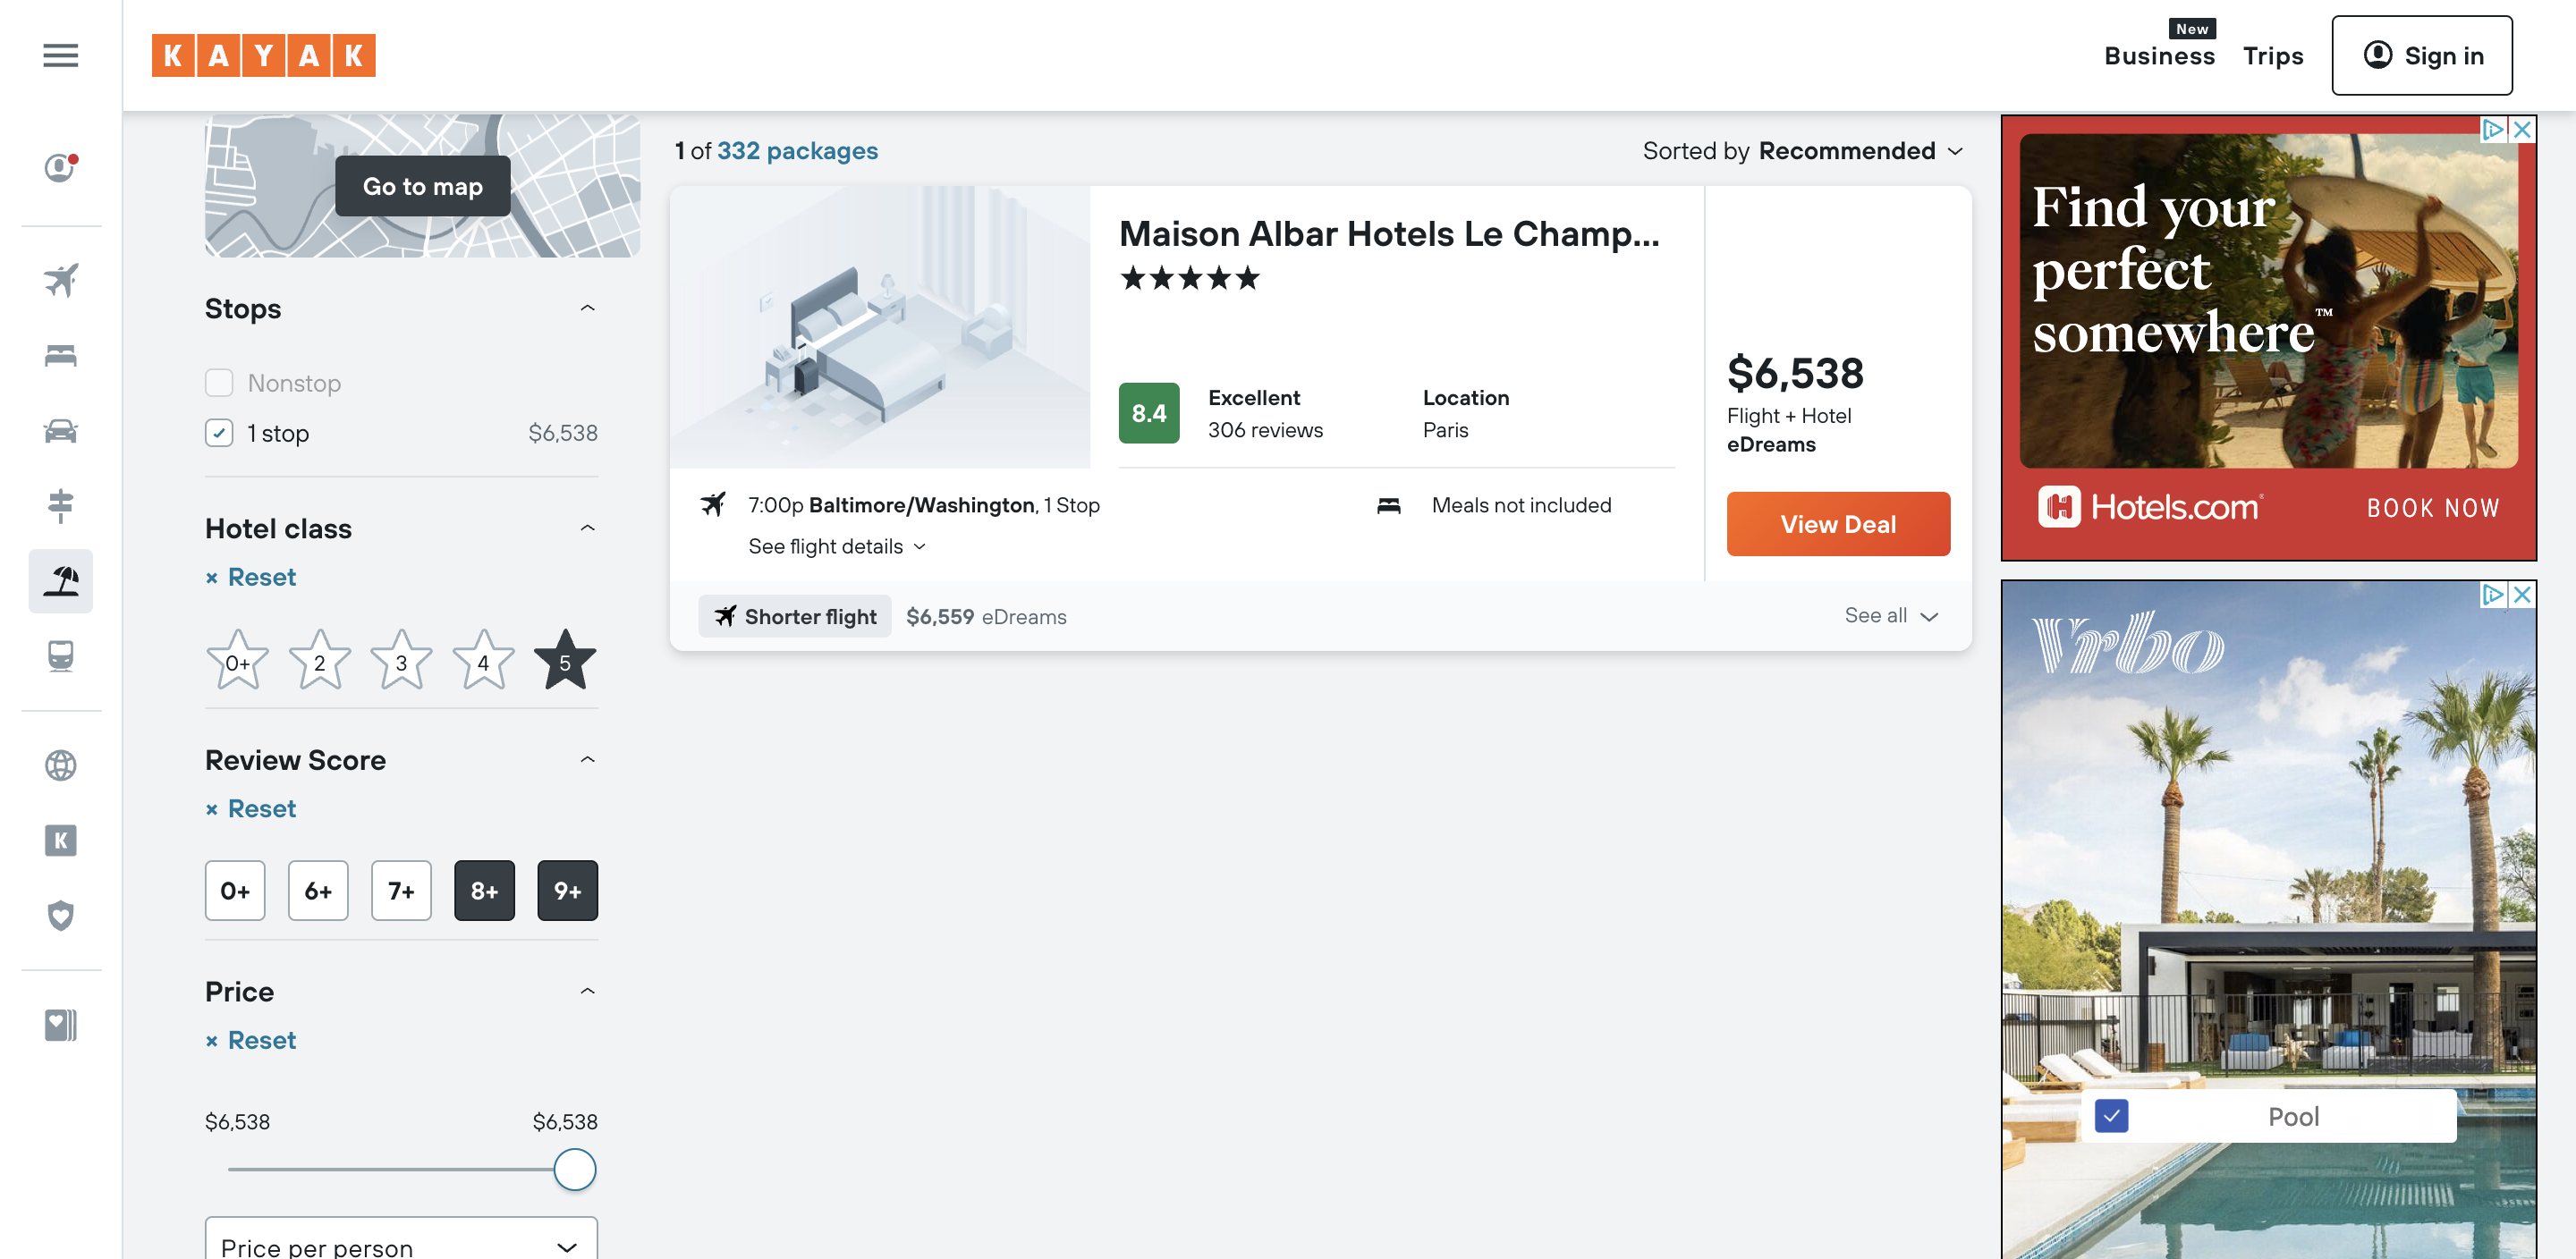 KAYAK
New
Business
Trips
Sign in
Go to map
Stops
Nonstop
1 stop
$6,538
Hotel class
× Reset
0+
2
3
4
5
Review Score
× Reset
0+
6+
7+
8+
9+
Price
× Reset
$6,538
$6,538
Price per person
K
1 of 332 packages
Sorted by Recommended
Maison Albar Hotels Le Champ...
8.4
Excellent
306 reviews
Location
Paris
7:00p Baltimore/Washington, 1 Stop
See flight details
Meals not included
$6,538
Flight + Hotel
eDreams
View Deal
Shorter flight
$6,559 eDreams
See all
Find your
perfect
somewhere™
Hotels.com®
BOOK NOW
Vrbo
Pool